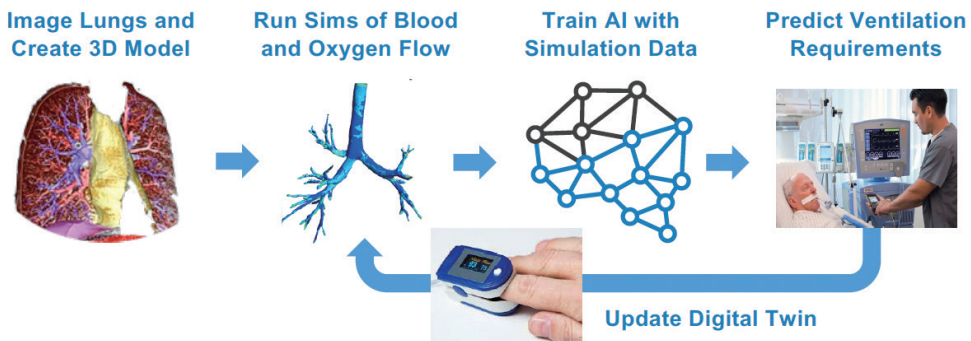 Image Lungs and
Create 3D Model
Run Sims of Blood
and Oxygen Flow
Train AI with
Simulation Data
Predict Ventilation
Requirements
Update Digital Twin